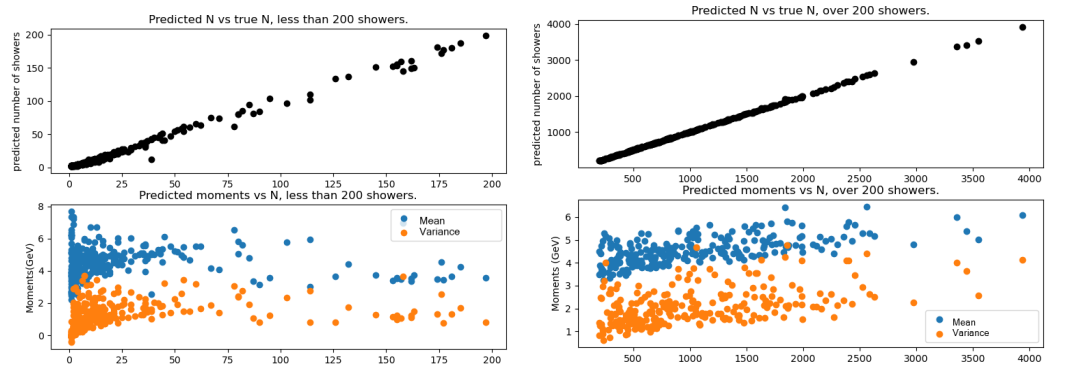 Predicted N vs true N, less than 200 showers.
predicted number of showers
200
150
100
50
0
0 25 50 75 100 125 150 175 200
Predicted N vs true N, over 200 showers.
predicted number of showers
4000
3000
2000
1000
500 1000 1500 2000 2500 3000 3500 4000
Predicted moments vs N, less than 200 showers.
Moments(GeV)
8
6
4
2
0
Mean
Variance
0 25 50 75 100 125 150 175 200
Predicted moments vs N, over 200 showers.
Moments (GeV)
6
5
4
3
2
1
Mean
Variance
500 1000 1500 2000 2500 3000 3500 4000